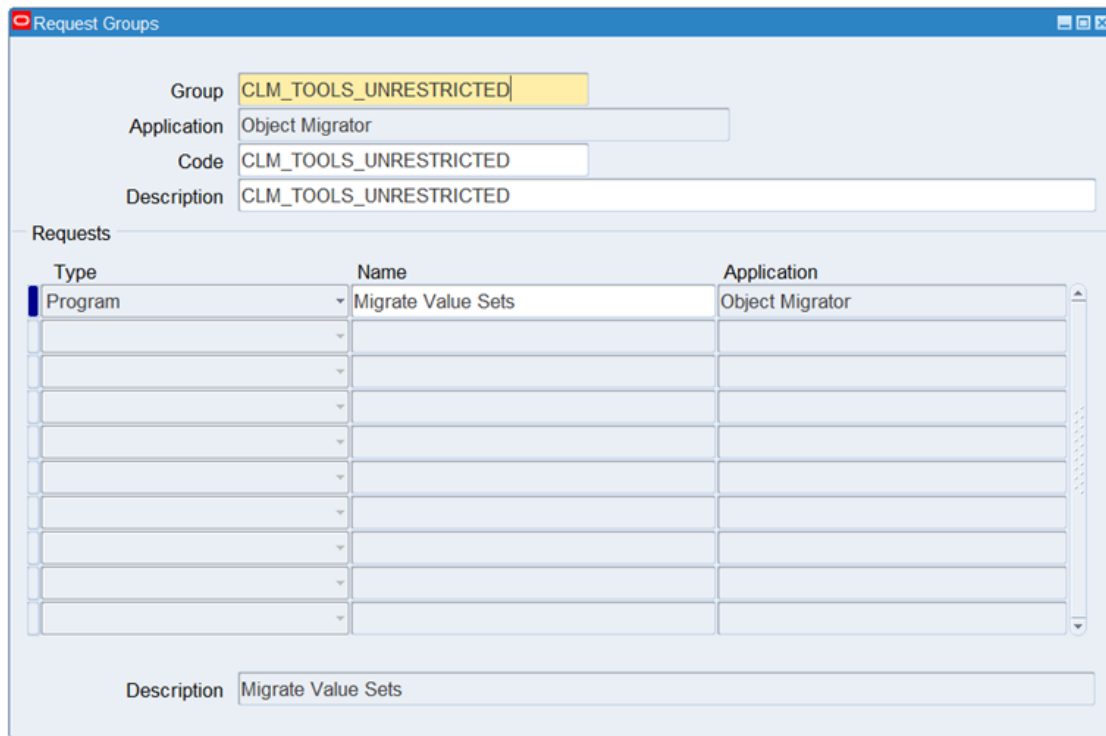 Request Groups
Group CLM_TOOLS_UNRESTRICTED
Application Object Migrator
Code CLM_TOOLS_UNRESTRICTED
Description CLM_TOOLS_UNRESTRICTED
Requests
Type Name Application
Program Migrate Value Sets Object Migrator
Description Migrate Value Sets